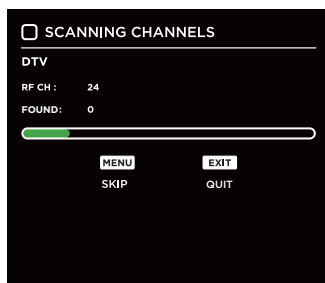 SCANNING CHANNELS
DTV
RF CH : 24
FOUND: 0
MENU EXIT
SKIP QUIT